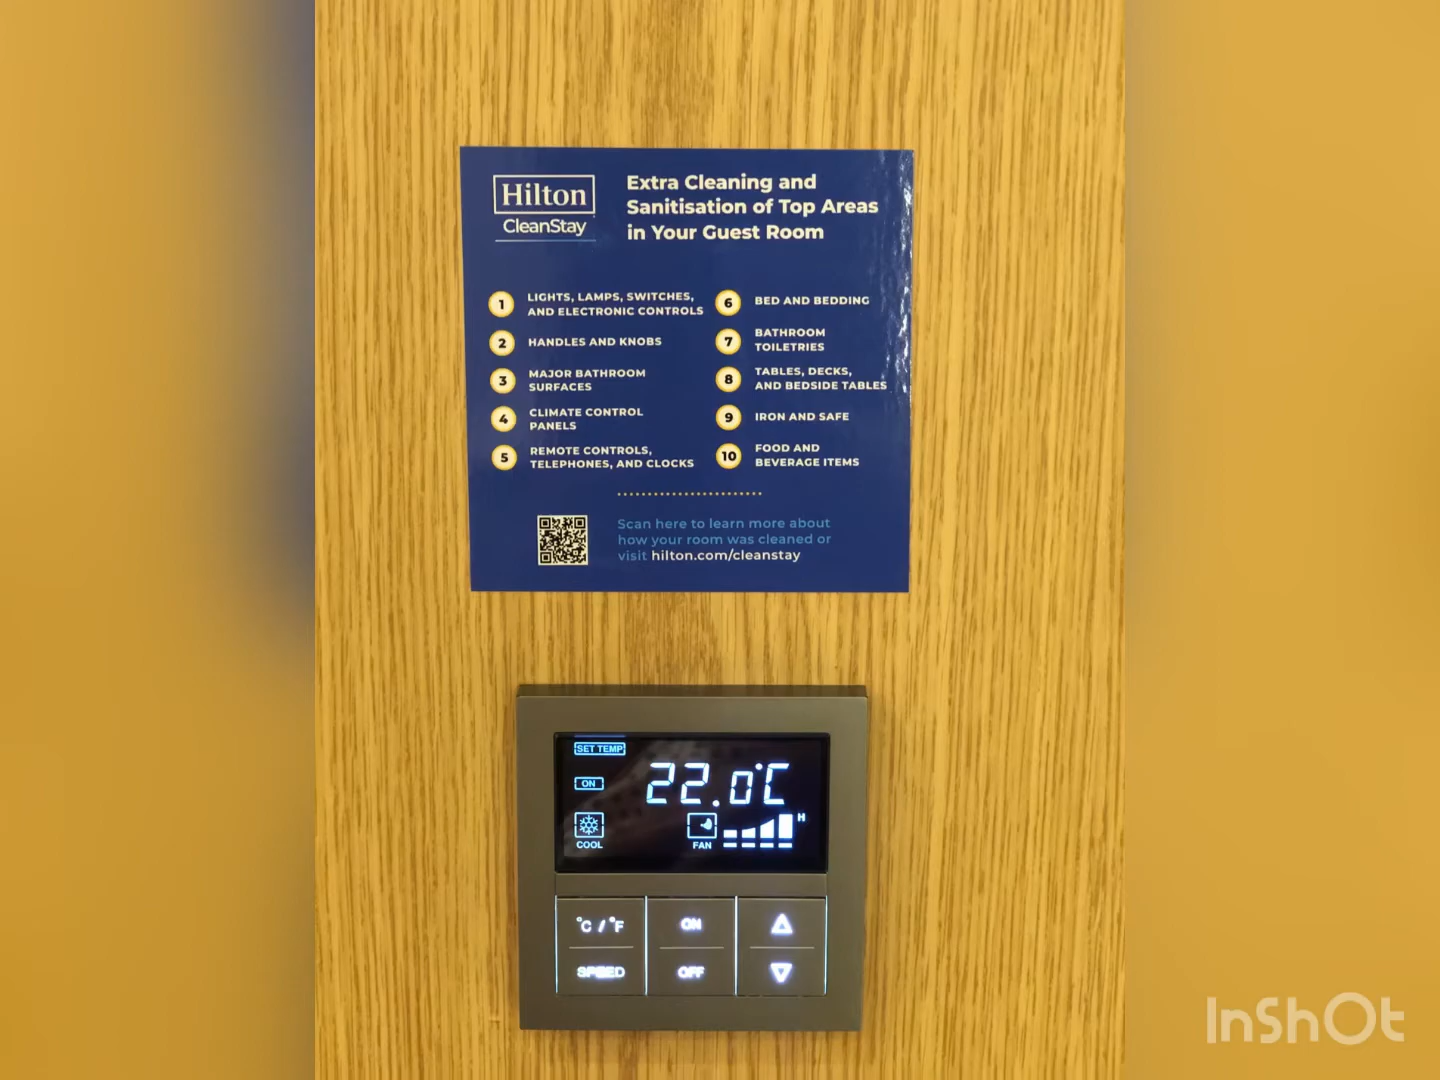 Hilton
CleanStay
Extra Cleaning and
Sanitisation of Top Areas
in Your Guest Room
1 LIGHTS, LAMPS, SWITCHES,
AND ELECTRONIC CONTROLS
2 HANDLES AND KNOBS
3 MAJOR BATHROOM
SURFACES
4 CLIMATE CONTROL
PANELS
5 REMOTE CONTROLS,
TELEPHONES, AND CLOCKS
6 BED AND BEDDING
7 BATHROOM
TOILETRIES
8 TABLES, DECKS,
AND BEDSIDE TABLES
9 IRON AND SAFE
10 FOOD AND
BEVERAGE ITEMS
Scan here to learn more about
how your room was cleaned or
visit hilton.com/cleanstay
SET TEMP
ON
22.0°C
COOL
FAN
H
°C / °F
ON
SPEED
OFF
InShOt